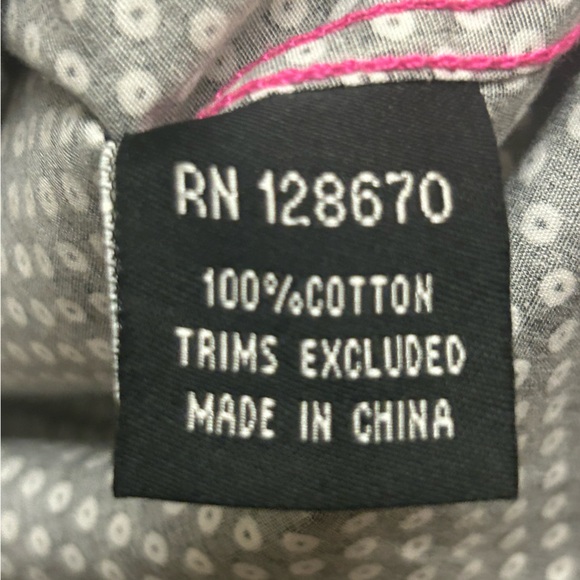 RN 128670
100%COTTON
TRIMS EXCLUDED
MADE IN CHINA